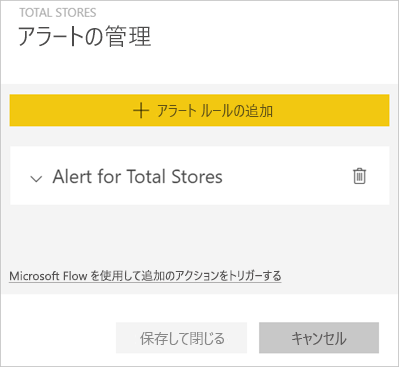 TOTAL STORES
アラートの管理
アラート ルールの追加
Alert for Total Stores
Microsoft Flow を使用して追加のアクションをトリガーする
保存して閉じる
キャンセル